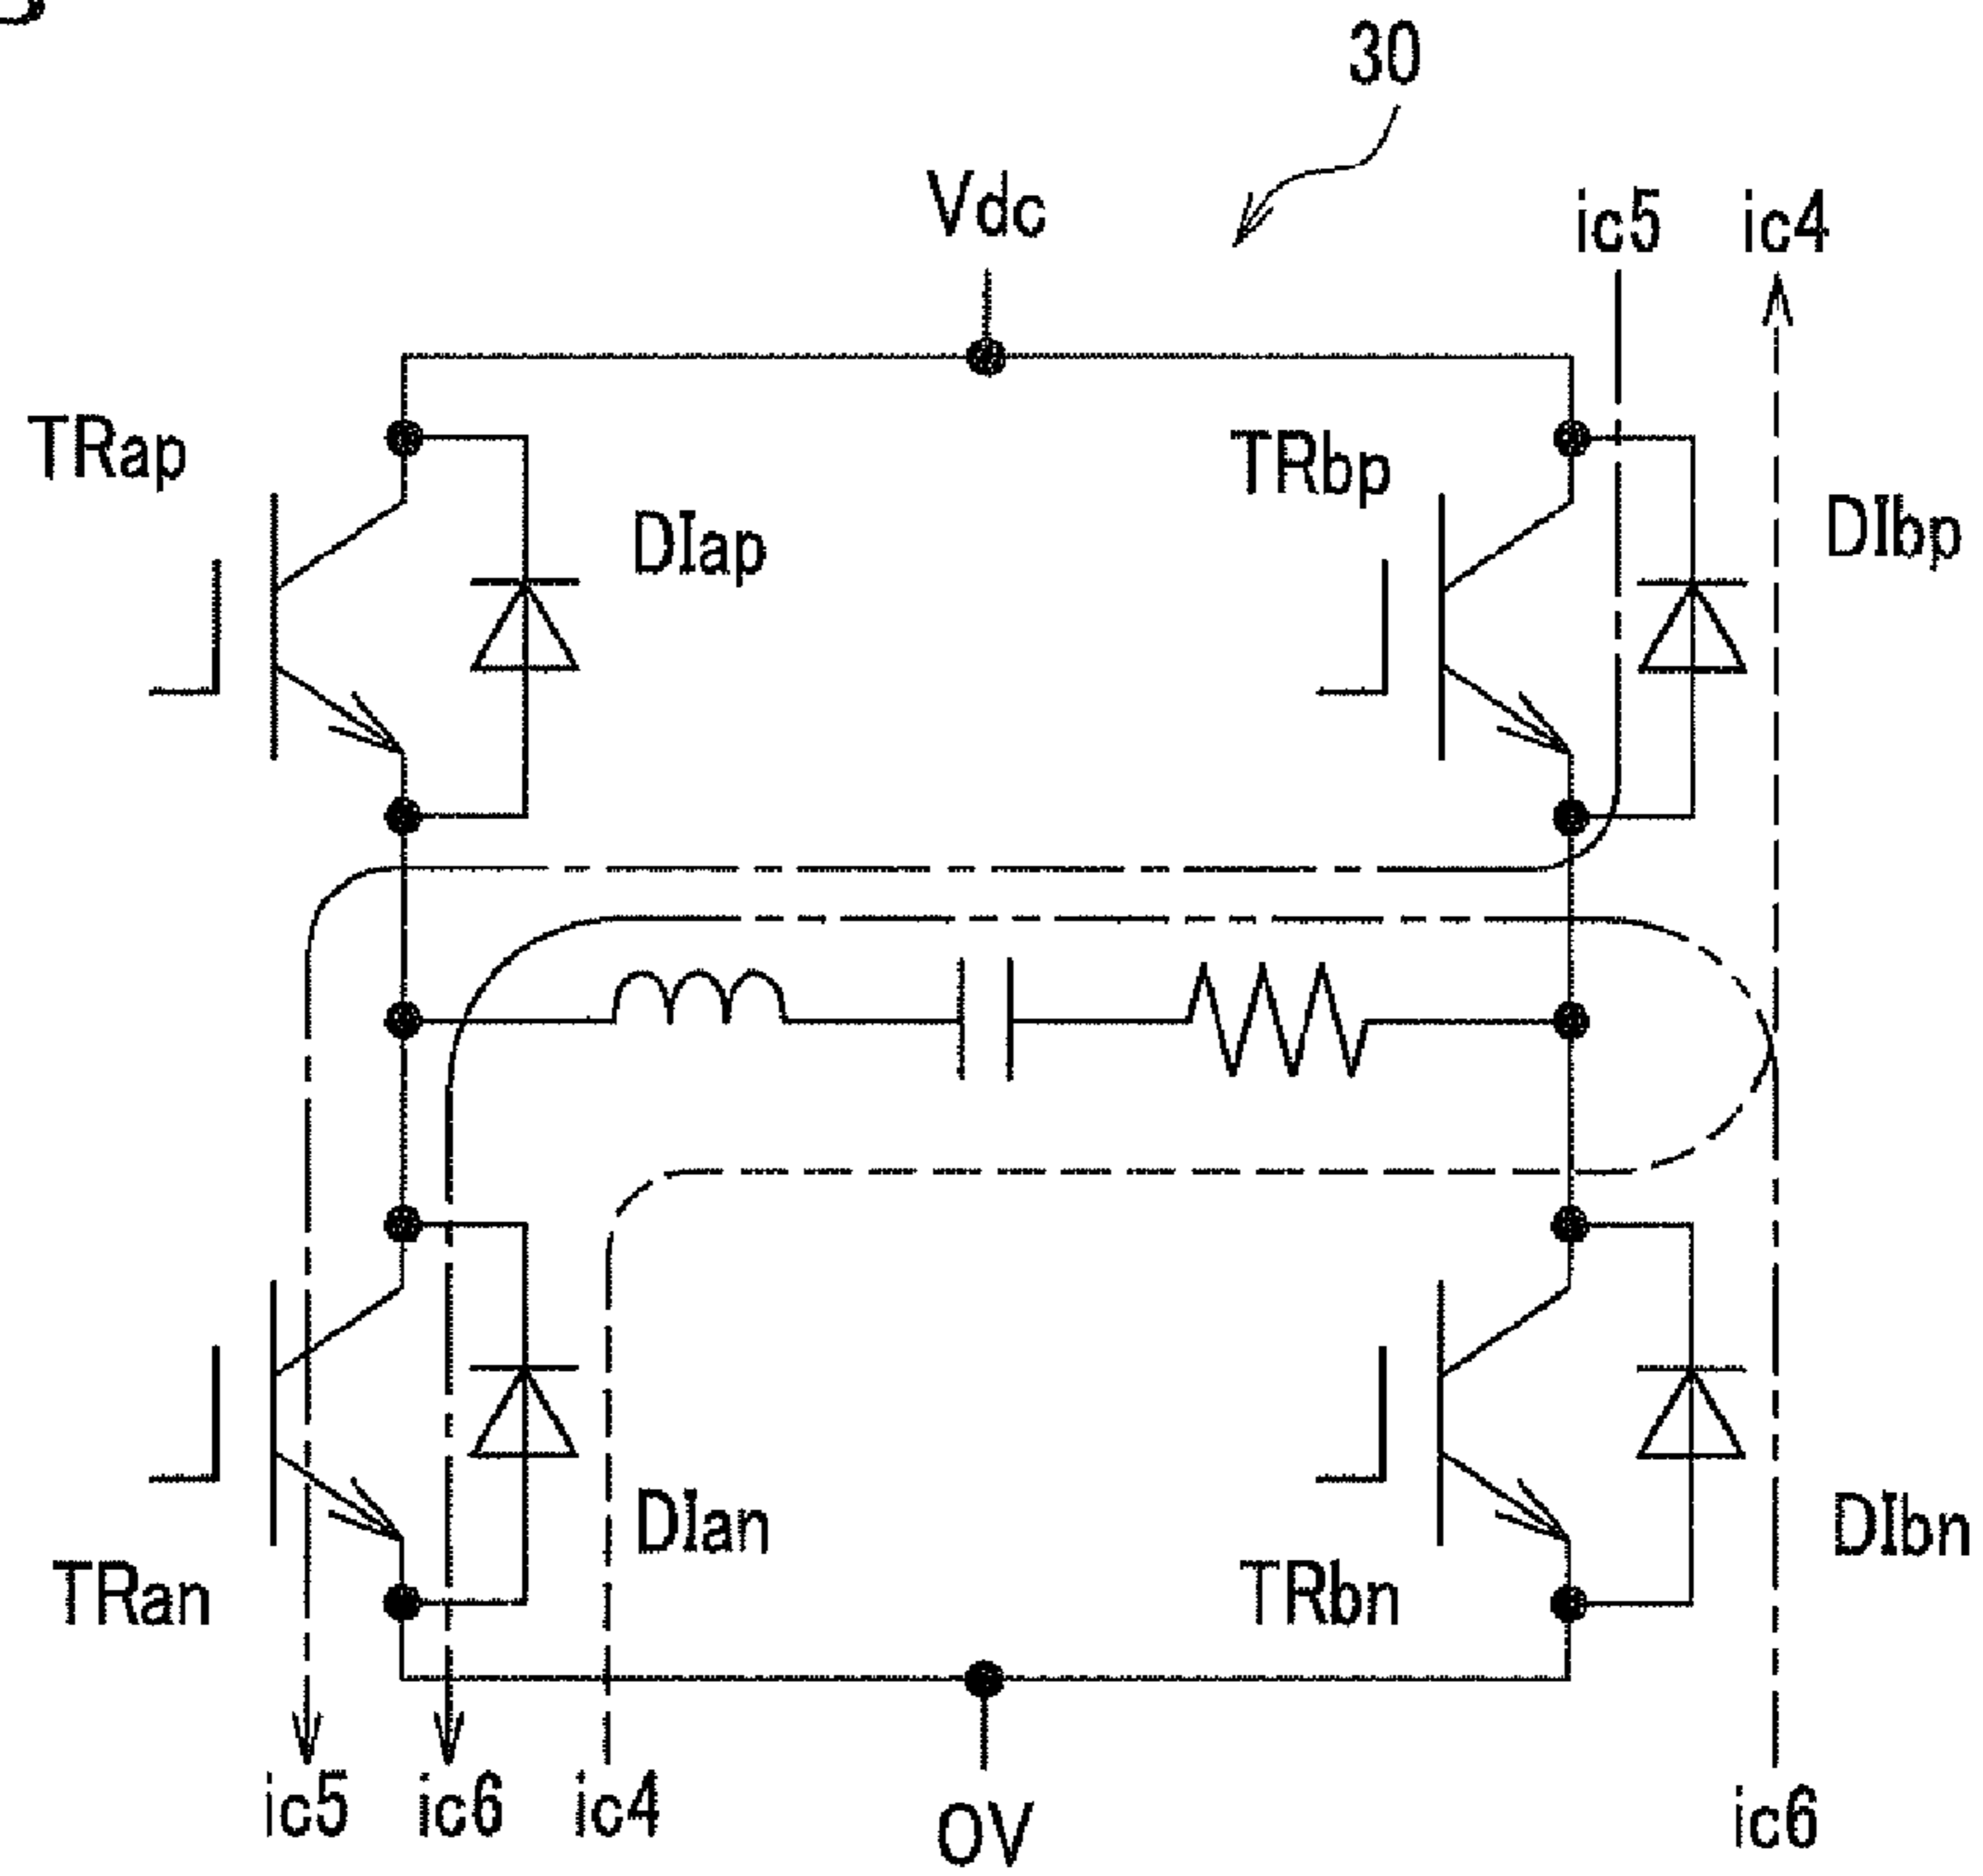 30
Vdc
ic5
ic4
TRap
DIap
TRbp
DIbp
TRan
DIan
TRbn
DIbn
ic5
ic6
ic4
0V
ic6